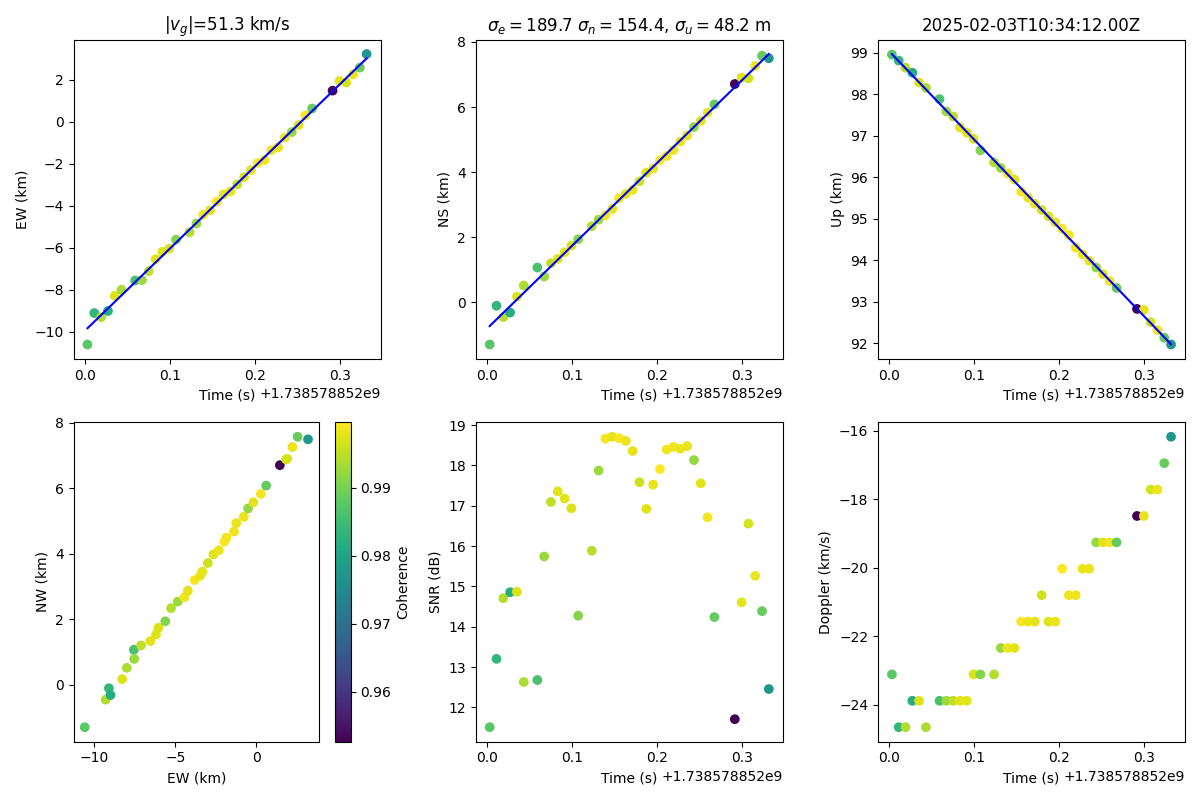 |v_g|=51.3 km/s
σ_e = 189.7 σ_n = 154.4, σ_u = 48.2 m
2025-02-03T10:34:12.00Z
EW (km)
2
0
−2
−4
−6
−8
−10
0.0 0.1 0.2 0.3
Time (s) +1.738578852e9
NS (km)
8
6
4
2
0
0.0 0.1 0.2 0.3
Time (s) +1.738578852e9
Up (km)
99
98
97
96
95
94
93
92
0.0 0.1 0.2 0.3
Time (s) +1.738578852e9
NW (km)
8
6
4
2
0
−10 −5 0
EW (km)
0.99
0.98
0.97
0.96
Coherence
SNR (dB)
19
18
17
16
15
14
13
12
0.0 0.1 0.2 0.3
Time (s) +1.738578852e9
Doppler (km/s)
−16
−18
−20
−22
−24
0.0 0.1 0.2 0.3
Time (s) +1.738578852e9